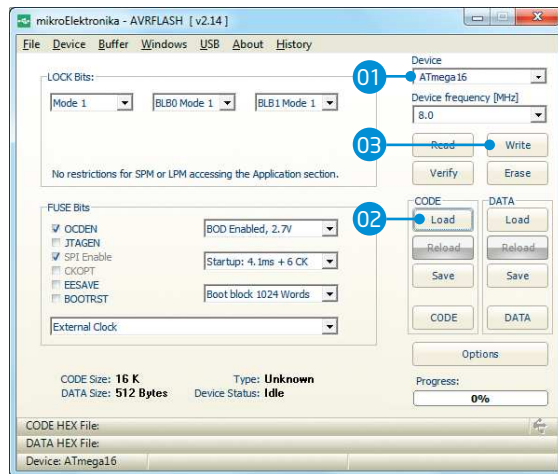 mikroElektronika - AVRFLASH [ v2.14 ]
File Device Buffer Windows USB About History
LOCK Bits:
Mode 1
BLB0 Mode 1
BLB1 Mode 1
No restrictions for SPM or LPM accessing the Application section.
01
Device
ATmega16
Device frequency [MHz]
8.0
03
Read
Write
Verify
Erase
FUSE Bits
OCDEN
JTAGEN
SPI Enable
CKOPT
EESAVE
BOOTRST
BOD Enabled, 2.7V
Startup: 4.1ms + 6 CK
Boot block 1024 Words
External Clock
02
CODE
Load
Reload
Save
CODE
DATA
Load
Reload
Save
DATA
Options
CODE Size: 16 K
DATA Size: 512 Bytes
Type: Unknown
Device Status: Idle
Progress:
0%
CODE HEX File:
DATA HEX File:
Device: ATmega16